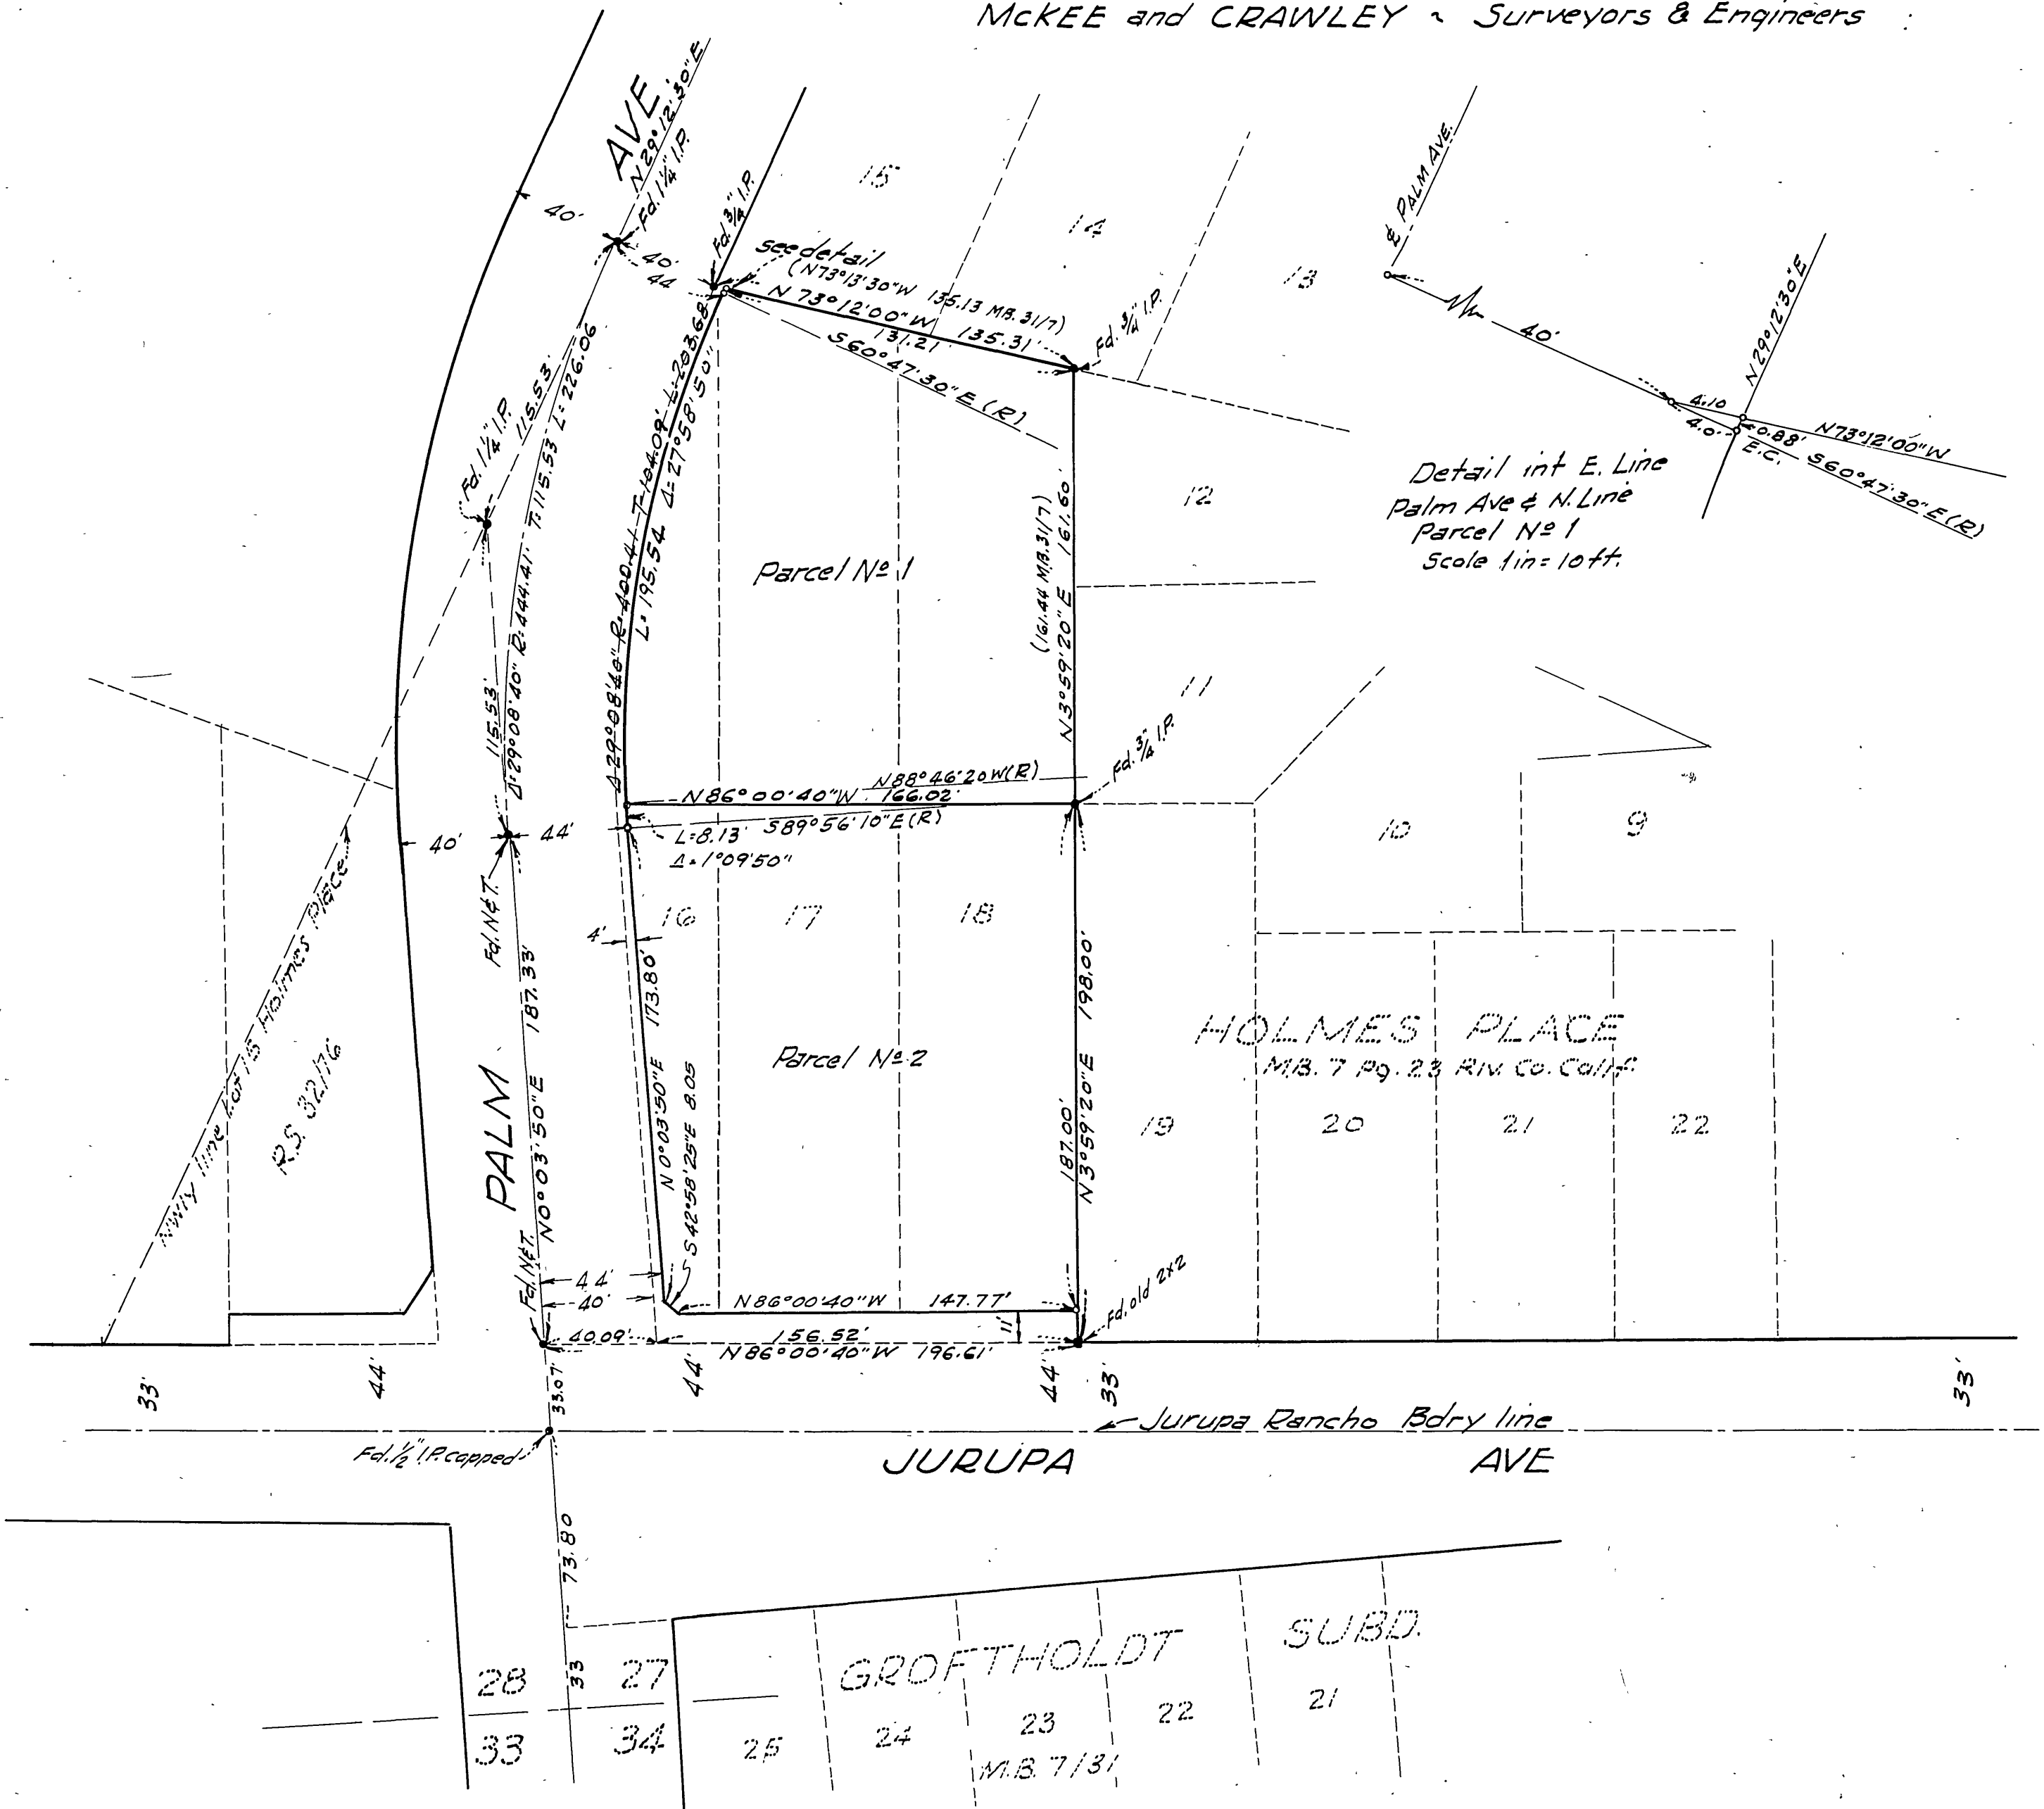 McKEE and CRAWLEY ~ Surveyors & Engineers
AVE
N 29° 12' 30" E
Fd. 1¼" I.P.
40'
40'
44
Fd. ¾" I.P.
see detail
(N73°13'30"W 135.13 M.B. 31/7)
N 73° 12' 00" W 135.31'
131.21'
S 60° 47' 30" E (R)
Fd. ¾" I.P.
15
14
13
12
11
10
9
℄ PALM AVE.
40'
N 29° 12' 30" E
4.10
4.0'
0.88'
E.C.
N73°12'00"W
S60°47'30"E (R)
Detail int E. Line
Palm Ave & N. Line
Parcel Nº 1
Scale 1in = 10ft.
Fd. 1¼" I.P.
115.53'
115.53'
Δ=29°08'40" R=444.41' T=115.53 L=226.06
Δ=29°08'40" R=400.41 T=104.09' L=203.68
L=195.54 Δ=27°58'50"
Parcel Nº 1
(161.44 M.B. 31/7)
N3°59'20"E 161.60'
Fd. ¾" I.P.
N88°46'20W(R)
N86°00'40"W 166.02'
S89°56'10"E(R)
L=8.13'
Δ=1°09'50"
40'
44'
Fd. N&T.
4'
16
17
18
173.80'
N0°03'50"E
187.33'
N0°03'50"E
PALM
Parcel Nº 2
198.00'
187.00'
N3°59'20"E
S42°58'25"E 8.05
NW'ly line Lot 15 Holmes Place
R.S. 32/76
HOLMES PLACE
M.B. 7 Pg. 23 Riv. Co. Calif.
19
20
21
22
Fd. N&T.
44'
40'
N86°00'40"W 147.77'
11'
Fd. old 2x2
40.09'
156.52'
N86°00'40"W 196.61'
33'
44'
33.07'
44'
44'
33'
33'
Jurupa Rancho Bdry line
Fd. ½" I.P. capped
JURUPA AVE
73.80
33
28
27
33
34
GROFTHOLDT SUBD.
25
24
23
22
21
M.B. 7/31